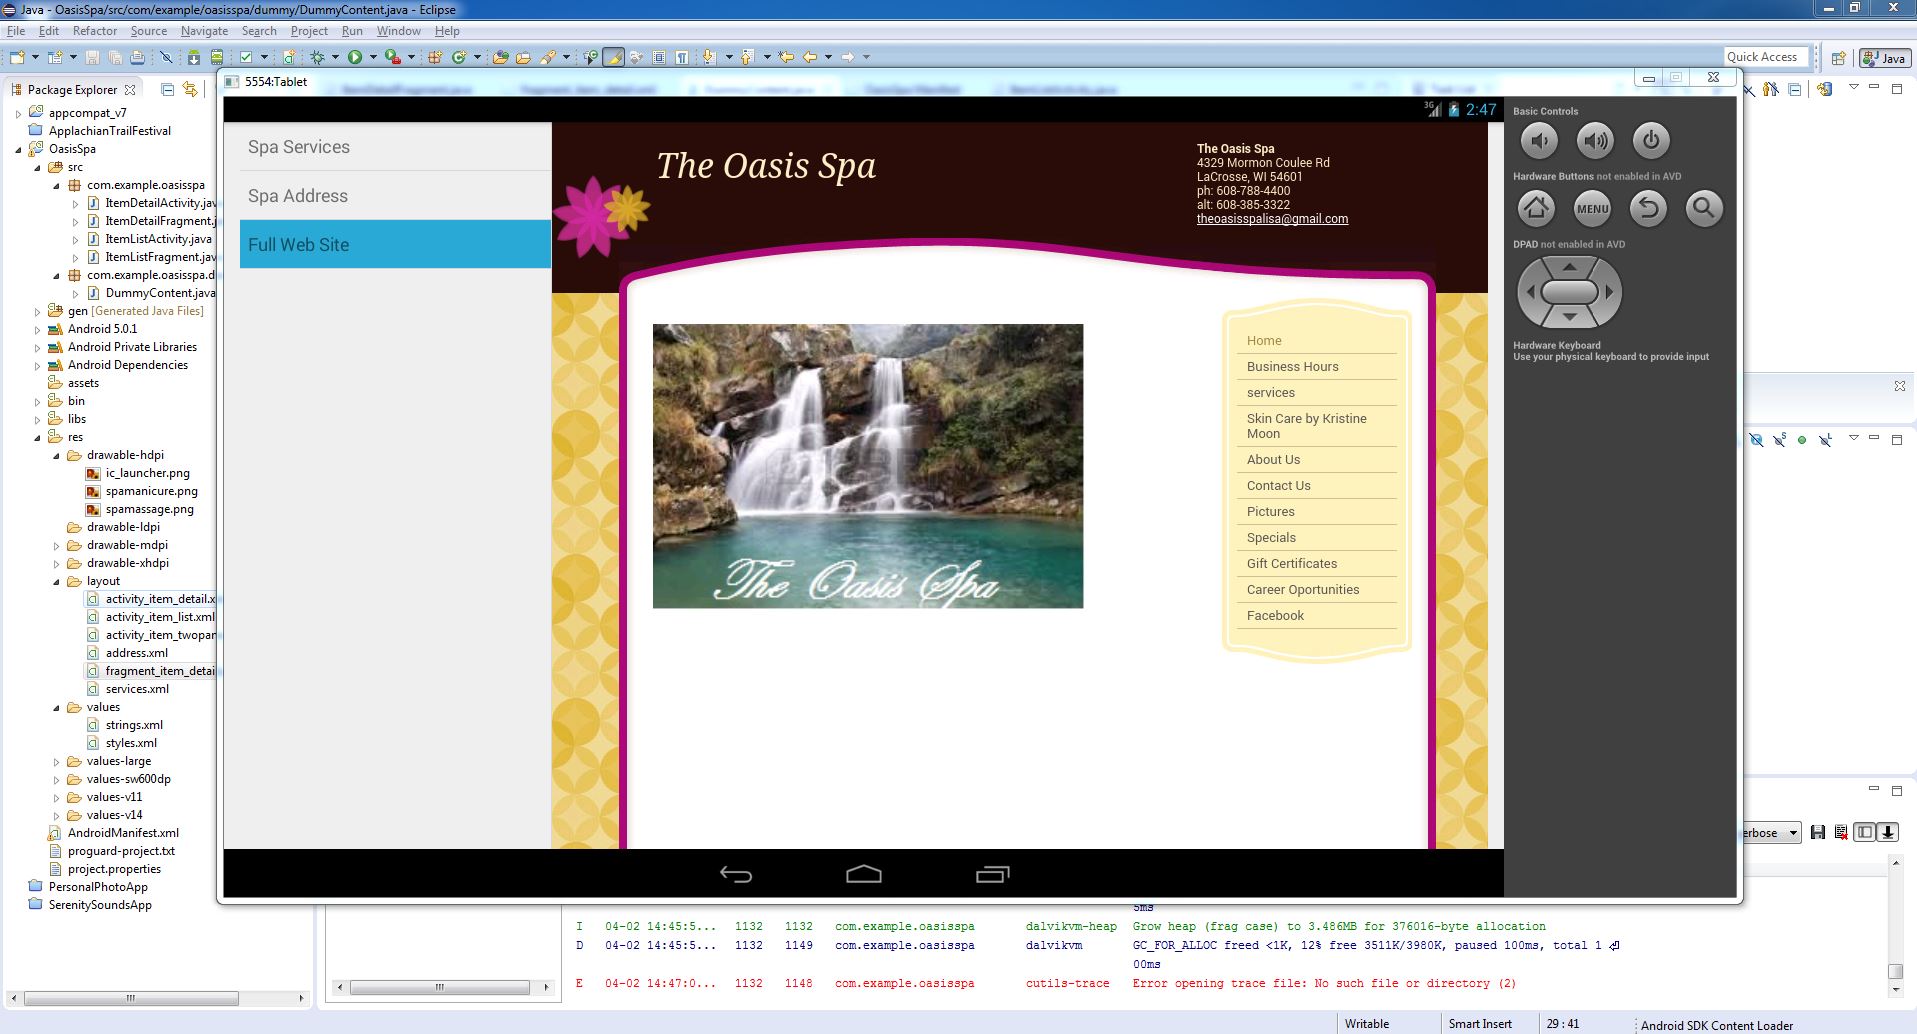 Java - OasisSpa/src/com/example/oasisspa/dummy/DummyContent.java - Eclipse
File Edit Refactor Source Navigate Search Project Run Window Help
Quick Access
Java
Package Explorer
appcompat_v7
ApplachianTrailFestival
OasisSpa
src
com.example.oasisspa
ItemDetailActivity.jav
ItemDetailFragment.j
ItemListActivity.java
ItemListFragment.java
com.example.oasisspa.d
DummyContent.java
gen [Generated Java Files]
Android 5.0.1
Android Private Libraries
Android Dependencies
assets
bin
libs
res
drawable-hdpi
ic_launcher.png
spamanicure.png
spamassage.png
drawable-ldpi
drawable-mdpi
drawable-xhdpi
layout
activity_item_detail.x
activity_item_list.xml
activity_item_twopan
address.xml
fragment_item_detai
services.xml
values
strings.xml
styles.xml
values-large
values-sw600dp
values-v11
values-v14
AndroidManifest.xml
proguard-project.txt
project.properties
PersonalPhotoApp
SerenitySoundsApp
5554:Tablet
3G 2:47
Spa Services
Spa Address
Full Web Site
The Oasis Spa
The Oasis Spa
4329 Mormon Coulee Rd
LaCrosse, WI 54601
ph: 608-788-4400
alt: 608-385-3322
theoasisspalisa@gmail.com
The Oasis Spa
Home
Business Hours
services
Skin Care by Kristine
Moon
About Us
Contact Us
Pictures
Specials
Gift Certificates
Career Oportunities
Facebook
Basic Controls
Hardware Buttons not enabled in AVD
MENU
DPAD not enabled in AVD
Hardware Keyboard
Use your physical keyboard to provide input
erbose
5ms
I 04-02 14:45:5... 1132 1132 com.example.oasisspa dalvikvm-heap Grow heap (frag case) to 3.486MB for 376016-byte allocation
D 04-02 14:45:5... 1132 1149 com.example.oasisspa dalvikvm GC_FOR_ALLOC freed <1K, 12% free 3511K/3980K, paused 100ms, total 1
00ms
E 04-02 14:47:0... 1132 1148 com.example.oasisspa cutils-trace Error opening trace file: No such file or directory (2)
Writable Smart Insert 29 : 41 Android SDK Content Loader